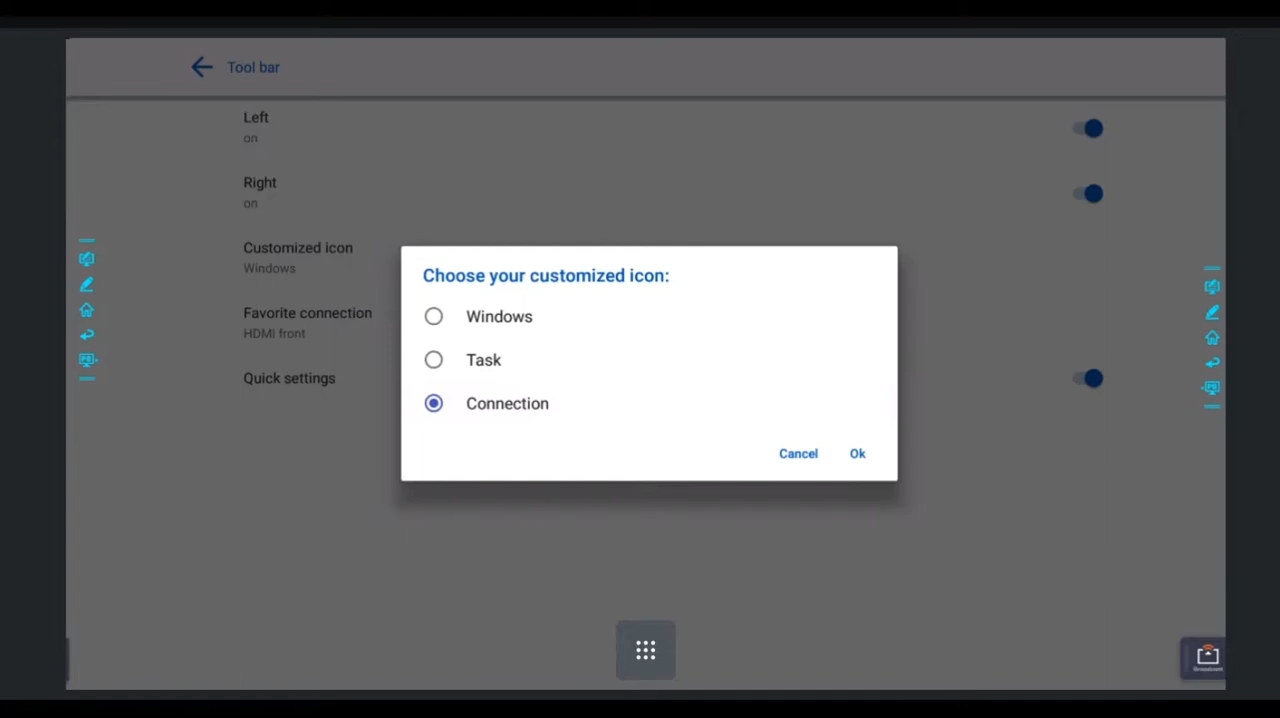 Tool bar
Left
on
Right
on
Customized icon
Windows
Favorite connection
HDMI front
Quick settings
Choose your customized icon:
Windows
Task
Connection
Cancel Ok